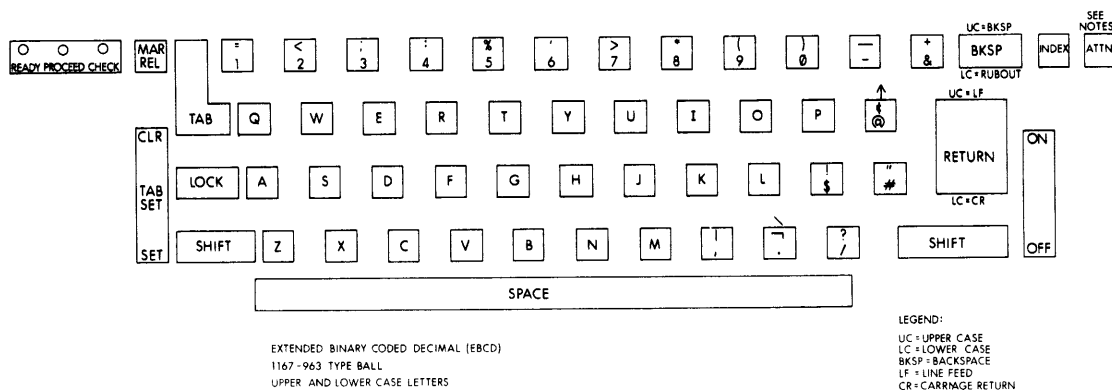 SEE
NOTES
UC=BKSP
READY PROCEED CHECK
MAR
REL
= 1
< 2
; 3
: 4
% 5
' 6
> 7
* 8
( 9
) 0
— -
+ &
BKSP
INDEX
ATTN
LC=RUBOUT
UC=LF
TAB
Q W E R T Y U I O P
↑
¢ @
RETURN
CLR
TAB
SET
SET
LOCK
A S D F G H J K L
! $
" #
LC=CR
ON
OFF
SHIFT
Z X C V B N M
| ,
\
¬ .
? /
SHIFT
SPACE
EXTENDED BINARY CODED DECIMAL (EBCD)
1167-963 TYPE BALL
UPPER AND LOWER CASE LETTERS
LEGEND:
UC=UPPER CASE
LC=LOWER CASE
BKSP=BACKSPACE
LF=LINE FEED
CR=CARRIAGE RETURN